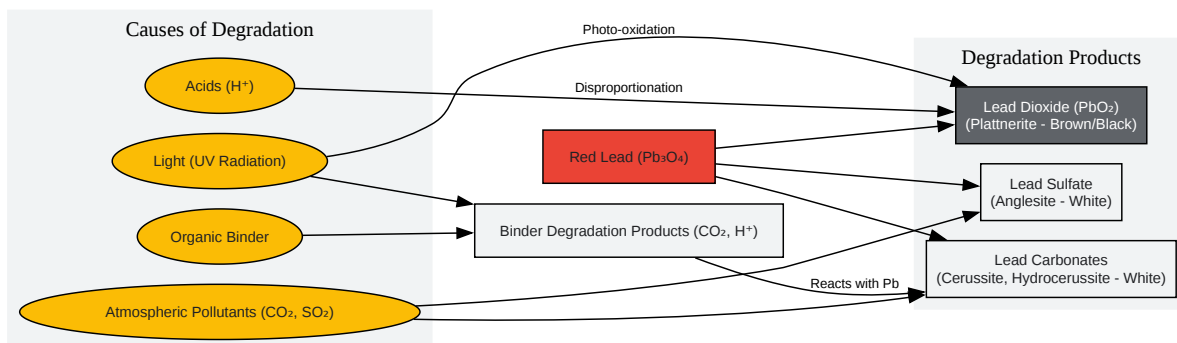 Causes of Degradation
Acids (H⁺)
Light (UV Radiation)
Organic Binder
Atmospheric Pollutants (CO₂, SO₂)
Photo-oxidation
Disproportionation
Red Lead (Pb₃O₄)
Binder Degradation Products (CO₂, H⁺)
Reacts with Pb
Degradation Products
Lead Dioxide (PbO₂)
(Plattnerite - Brown/Black)
Lead Sulfate
(Anglesite - White)
Lead Carbonates
(Cerussite, Hydrocerussite - White)